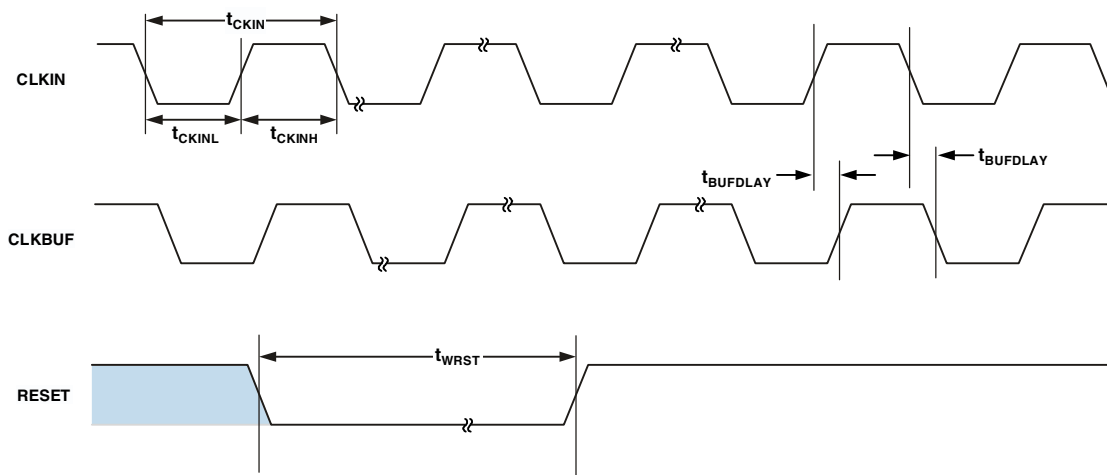 tCKIN
CLKIN
tCKINL
tCKINH
tBUFDLAY
tBUFDLAY
CLKBUF
tWRST
RESET